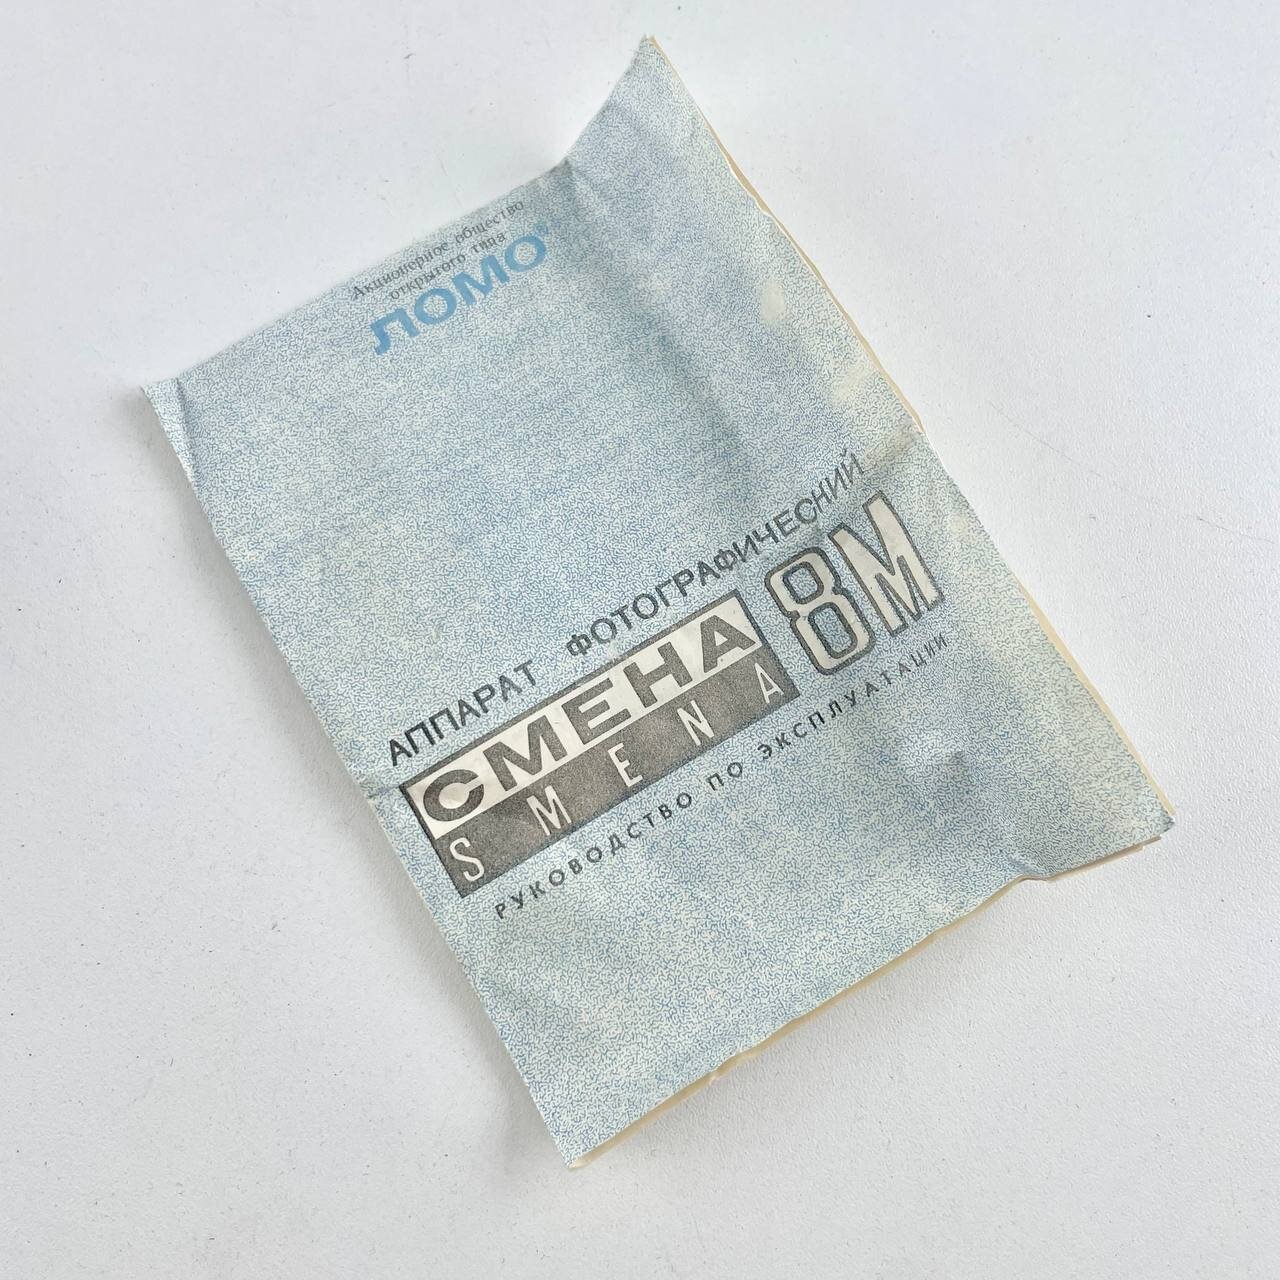 Акционерное общество
открытого типа
ЛОМО
АППАРАТ ФОТОГРАФИЧЕСКИЙ
СМЕНА 8М
SMENA
РУКОВОДСТВО ПО ЭКСПЛУАТАЦИИ